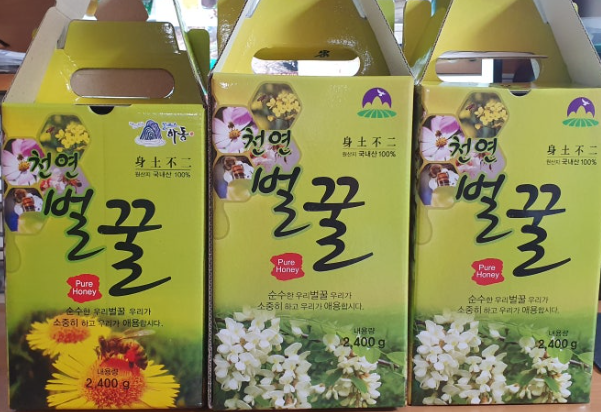 하동
身土不二
원산지 국내산 100%
천연
벌꿀
Pure
Honey
순수한 우리벌꿀 우리가
소중히 하고 우리가 애용합시다.
내용량
2,400 g
身土不二
원산지 국내산 100%
천연
벌꿀
Pure
Honey
순수한 우리벌꿀 우리가
소중히 하고 우리가 애용합시다.
내용량
2,400 g
身土不二
원산지 국내산 100%
천연
벌꿀
Pure
Honey
순수한 우리벌꿀 우리가
소중히 하고 우리가 애용합시다.
내용량
2,400 g